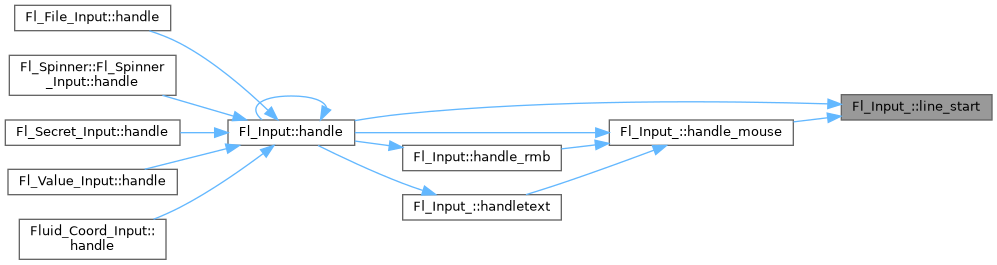 Fl_File_Input::handle
Fl_Spinner::Fl_Spinner
_Input::handle
Fl_Secret_Input::handle
Fl_Value_Input::handle
Fluid_Coord_Input::
handle
Fl_Input::handle
Fl_Input::handle_rmb
Fl_Input_::handletext
Fl_Input_::handle_mouse
Fl_Input_::line_start